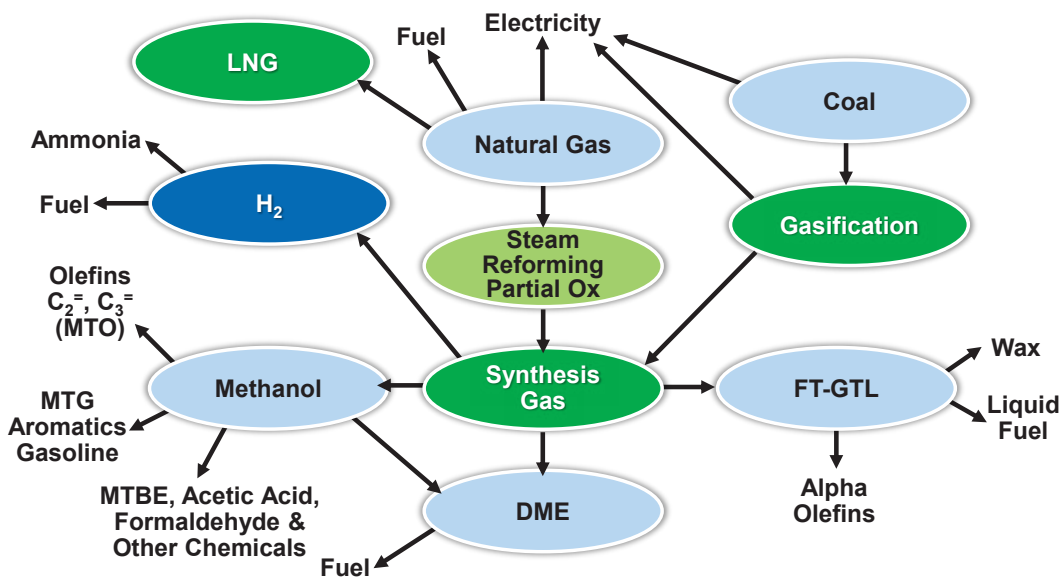 Electricity
Fuel
LNG
Coal
Natural Gas
Ammonia
H₂
Fuel
Gasification
Steam
Reforming
Partial Ox
Olefins
C₂⁼, C₃⁼
(MTO)
Wax
Methanol
Synthesis
Gas
FT-GTL
MTG
Aromatics
Gasoline
Liquid
Fuel
MTBE, Acetic Acid,
Formaldehyde &
Other Chemicals
DME
Alpha
Olefins
Fuel